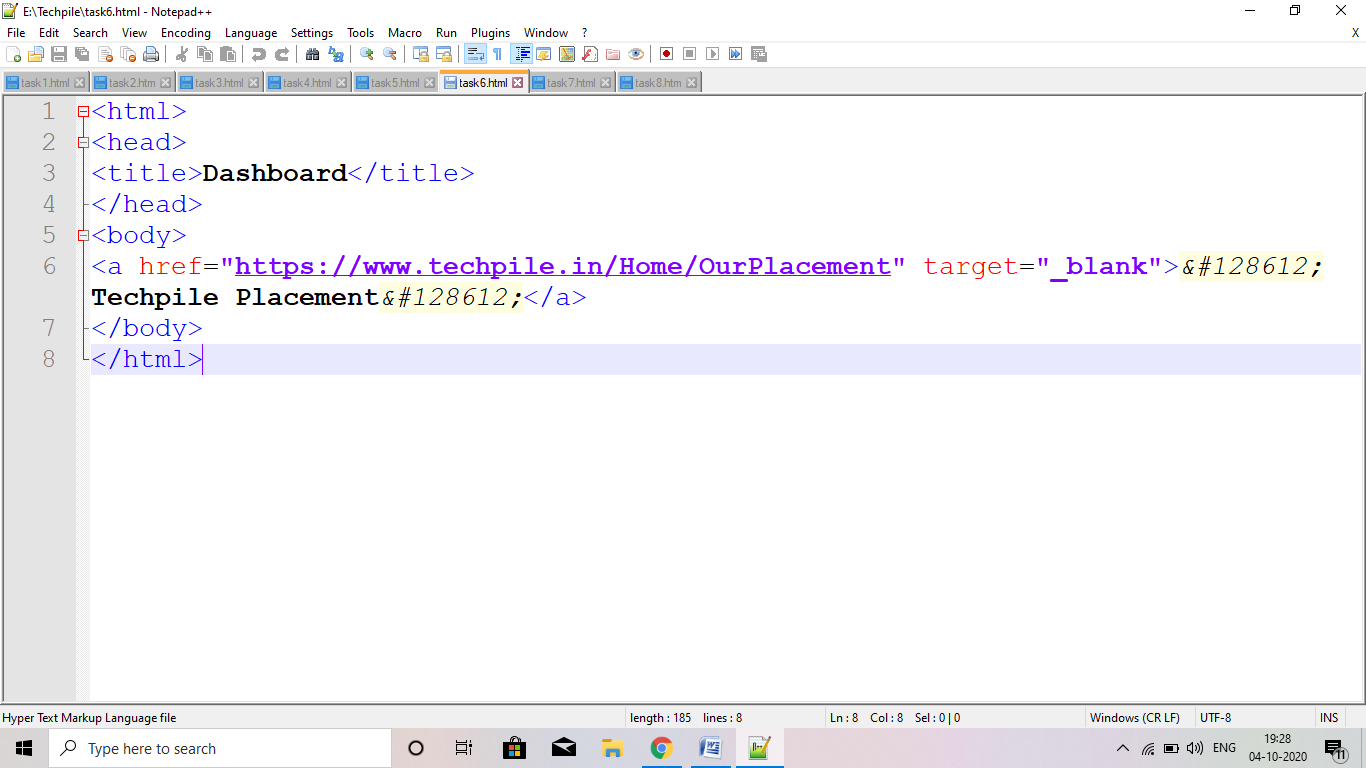 E:\Techpile\task6.html - Notepad++
File Edit Search View Encoding Language Settings Tools Macro Run Plugins Window ? X
task1.html task2.htm task3.html task4.html task5.html task6.html task7.html task8.htm
1 <html>
2 <head>
3 <title>Dashboard</title>
4 </head>
5 <body>
6 <a href="https://www.techpile.in/Home/OurPlacement" target="_blank">&#128612;
Techpile Placement&#128612;</a>
7 </body>
8 </html>
Hyper Text Markup Language file length : 185 lines : 8 Ln : 8 Col : 8 Sel : 0 | 0 Windows (CR LF) UTF-8 INS
Type here to search ENG 19:28
04-10-2020 11